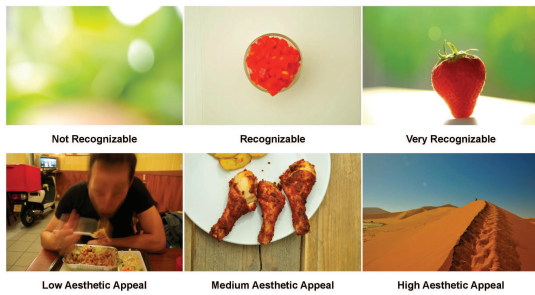 Not Recognizable
Recognizable
Very Recognizable
Low Aesthetic Appeal
Medium Aesthetic Appeal
High Aesthetic Appeal